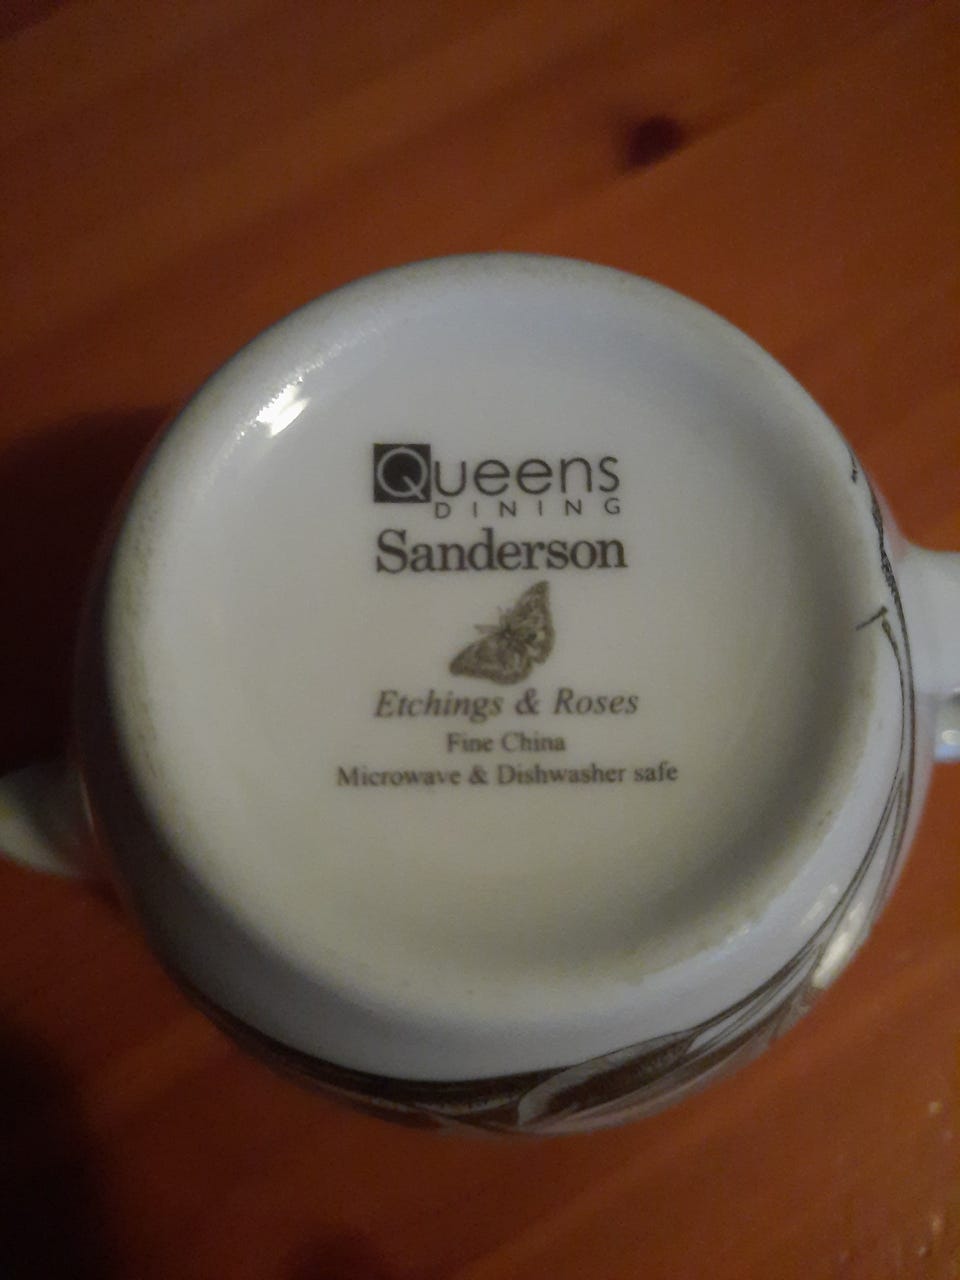 Queens
DINING
Sanderson
Etchings & Roses
Fine China
Microwave & Dishwasher safe